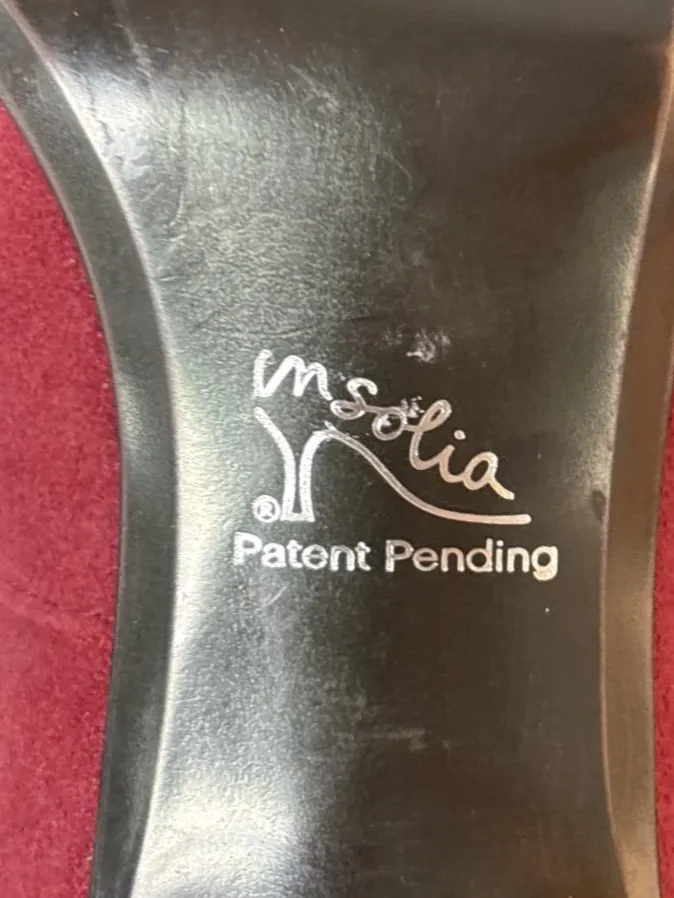 insolia
®
Patent Pending